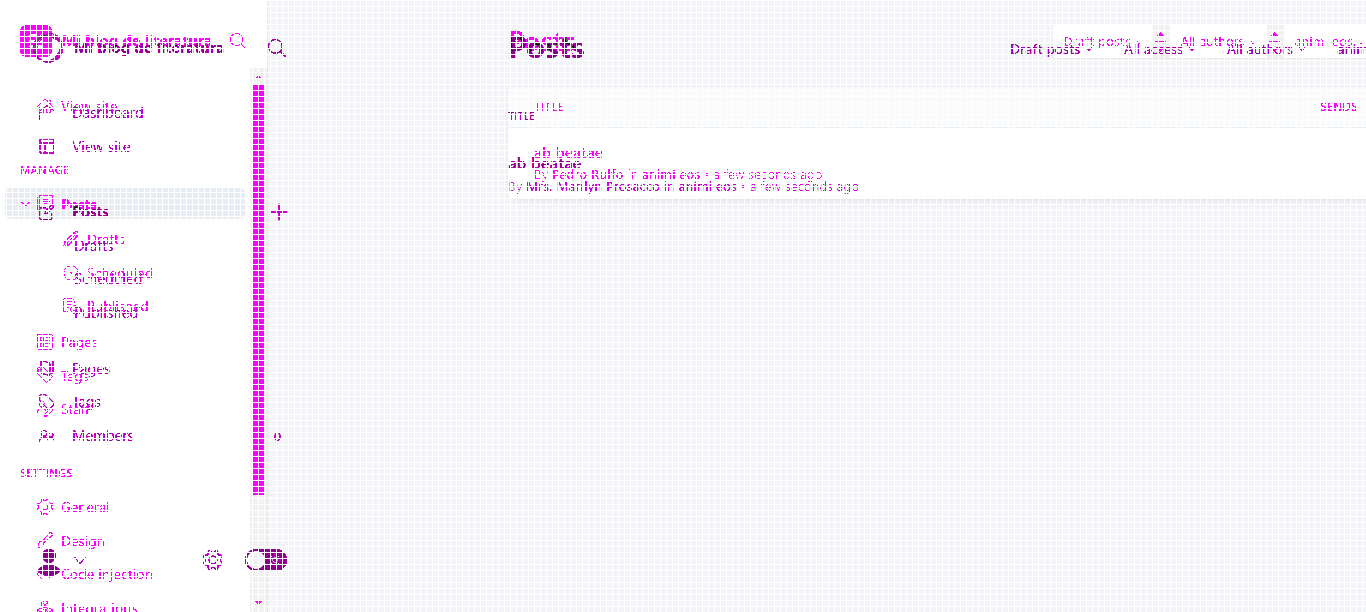 Mi blog de literatura
Mi blog de literatura
View site
Dashboard
View site
MANAGE
Posts
Posts
Drafts
Drafts
Scheduled
Scheduled
Published
Published
Pages
Pages
Tags
Tags
Staff
Members 0
SETTINGS
General
Design
Code injection
Integrations
Posts
Posts
Draft posts All authors animi eos
Draft posts All access All authors anim
TITLE SENDS
TITLE
ab beatae
ab beatae
By Pedro Rulfo in animi eos • a few seconds ago
By Mrs. Marilyn Prosacco in animi eos • a few seconds ago